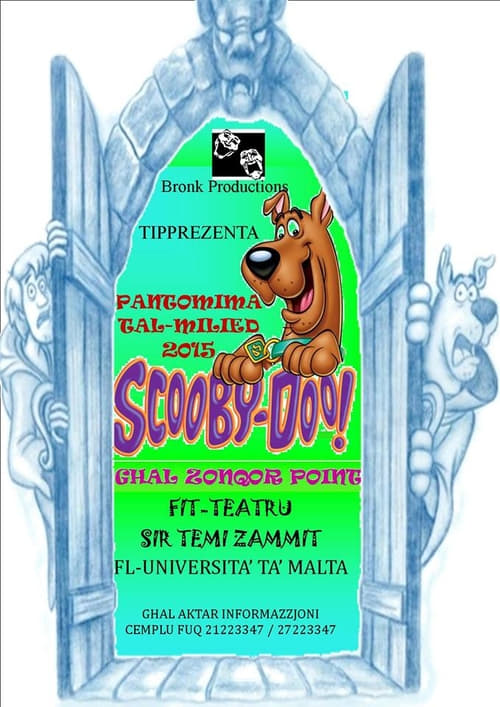 Bronk Productions
TIPPREZENTA
PANTOMIMA
TAL-MILIED
2015
SCOOBY-DOO!
GHAL ZONQOR POINT
FIT-TEATRU
SIR TEMI ZAMMIT
FL-UNIVERSITA' TA' MALTA
GHAL AKTAR INFORMAZZJONI
CEMPLU FUQ 21223347 / 27223347